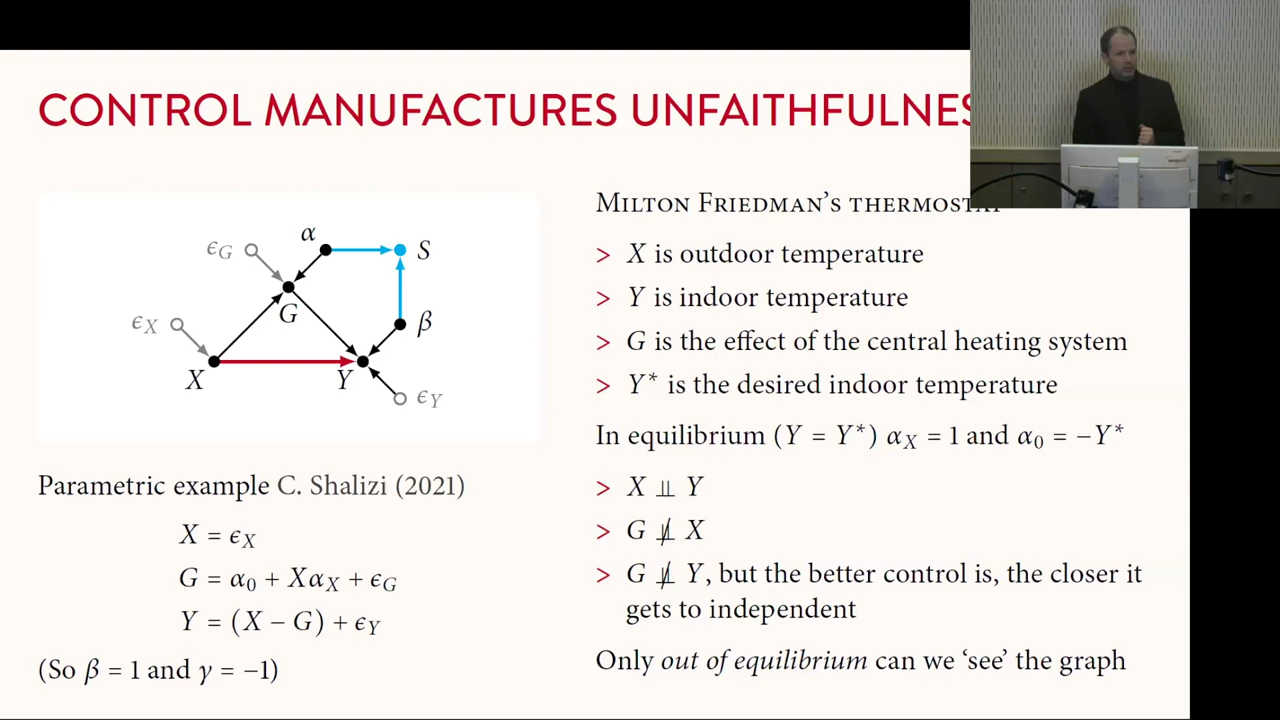 CONTROL MANUFACTURES UNFAITHFULNES
ϵG
α
S
G
β
ϵX
X
Y
ϵY
Parametric example C. Shalizi (2021)
X = ϵX
G = α0 + XαX + ϵG
Y = (X − G) + ϵY
(So β = 1 and γ = −1)
MILTON FRIEDMAN'S THERMOSTAT
> X is outdoor temperature
> Y is indoor temperature
> G is the effect of the central heating system
> Y* is the desired indoor temperature
In equilibrium (Y = Y*) αX = 1 and α0 = −Y*
> X ⫫ Y
> G ⫫̸ X
> G ⫫̸ Y, but the better control is, the closer it
gets to independent
Only out of equilibrium can we ‘see’ the graph